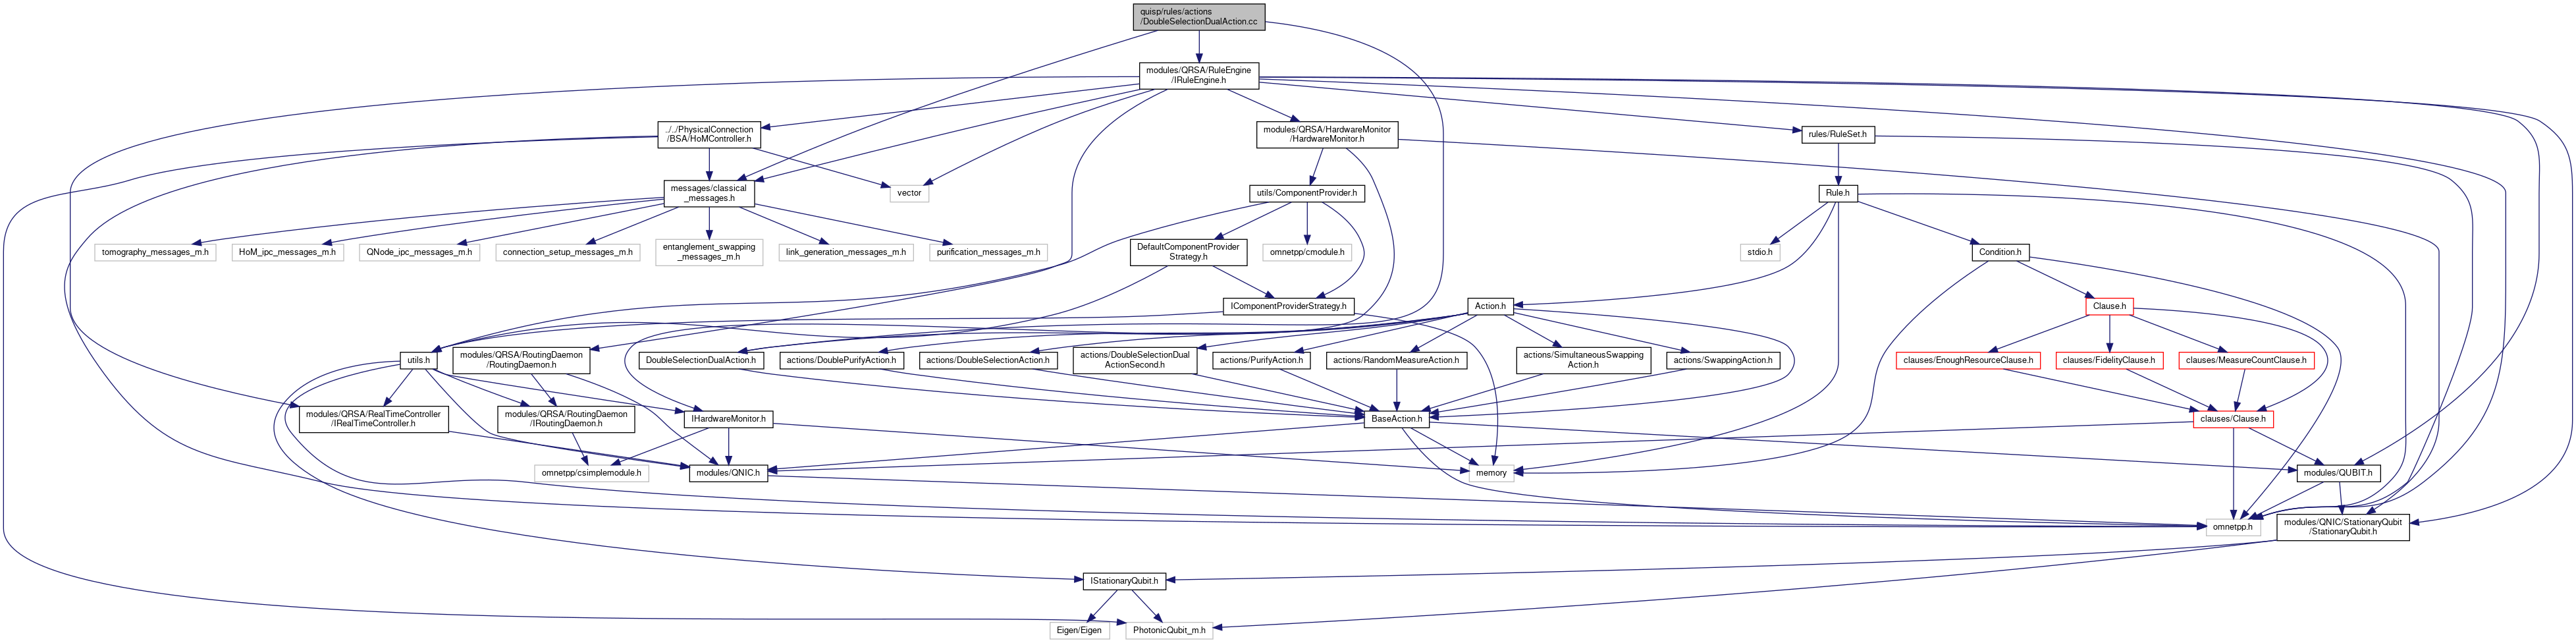 quisp/rules/actions
/DoubleSelectionDualAction.cc
modules/QRSA/RuleEngine
/IRuleEngine.h
../../PhysicalConnection
/BSA/HoMController.h
modules/QRSA/HardwareMonitor
/HardwareMonitor.h
rules/RuleSet.h
messages/classical
_messages.h
vector
utils/ComponentProvider.h
Rule.h
tomography_messages_m.h
HoM_ipc_messages_m.h
QNode_ipc_messages_m.h
connection_setup_messages_m.h
entanglement_swapping
_messages_m.h
link_generation_messages_m.h
purification_messages_m.h
DefaultComponentProvider
Strategy.h
omnetpp/cmodule.h
stdio.h
Condition.h
IComponentProviderStrategy.h
Action.h
Clause.h
utils.h
modules/QRSA/RoutingDaemon
/RoutingDaemon.h
DoubleSelectionDualAction.h
actions/DoublePurifyAction.h
actions/DoubleSelectionAction.h
actions/DoubleSelectionDual
ActionSecond.h
actions/PurifyAction.h
actions/RandomMeasureAction.h
actions/SimultaneousSwapping
Action.h
actions/SwappingAction.h
clauses/EnoughResourceClause.h
clauses/FidelityClause.h
clauses/MeasureCountClause.h
modules/QRSA/RealTimeController
/IRealTimeController.h
modules/QRSA/RoutingDaemon
/IRoutingDaemon.h
IHardwareMonitor.h
BaseAction.h
clauses/Clause.h
omnetpp/csimplemodule.h
modules/QNIC.h
memory
modules/QUBIT.h
omnetpp.h
modules/QNIC/StationaryQubit
/StationaryQubit.h
IStationaryQubit.h
Eigen/Eigen
PhotonicQubit_m.h